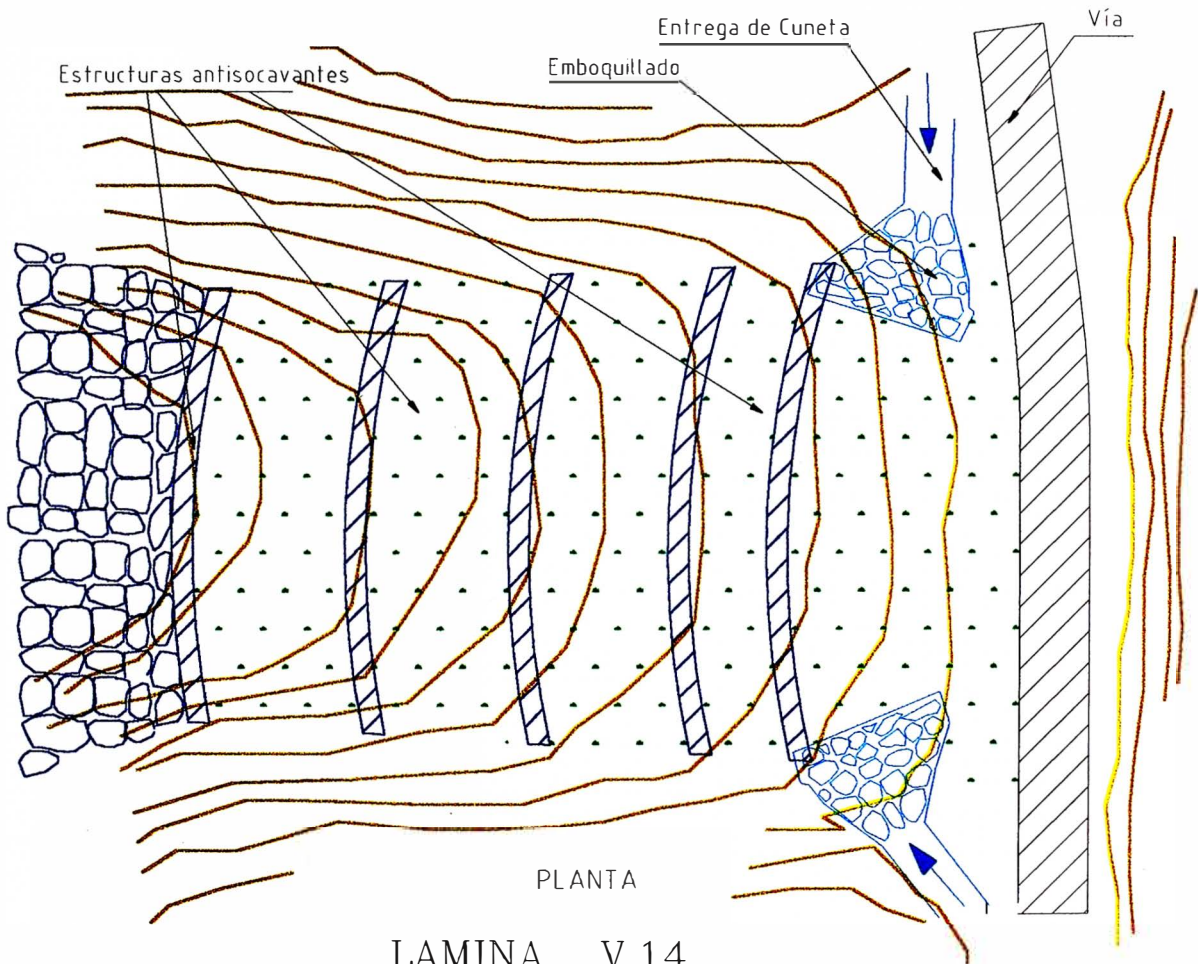 Vía
Entrega de Cuneta
Emboquillado
Estructuras antisocavantes
PLANTA
LAMINA V.14